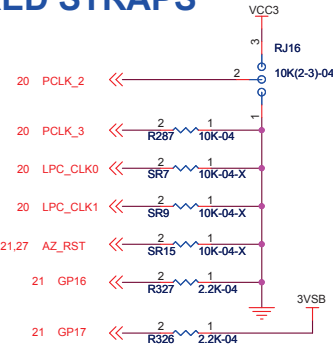 RED STRAPS
VCC3
3
RJ16
20 PCLK_2 2 10K(2-3)-04
1
20 PCLK_3 2 1
R287 10K-04
20 LPC_CLK0 2 1
SR7 10K-04-X
20 LPC_CLK1 2 1
SR9 10K-04-X
21,27 AZ_RST 2 1
SR15 10K-04-X
21 GP16 2 1
R327 2.2K-04
3VSB
21 GP17 2 1
R326 2.2K-04